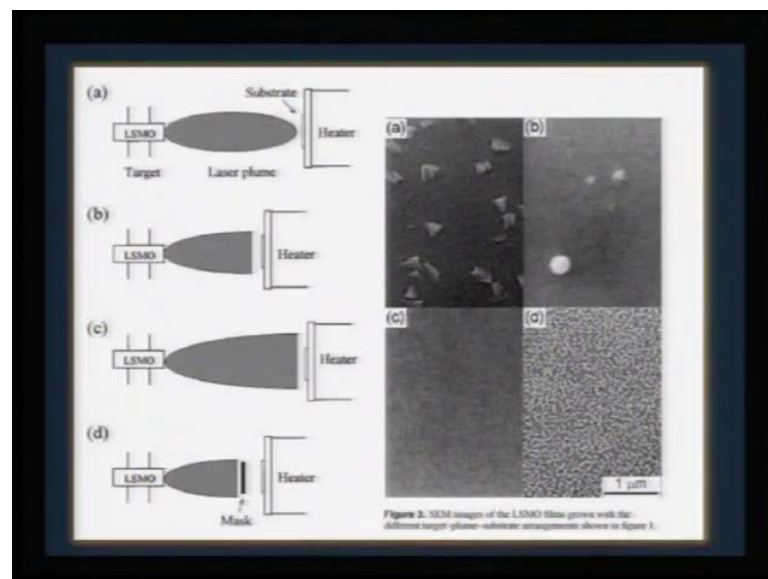 (a)
Substrate
LSMO
Heater
Target
Laser plume
(b)
LSMO
Heater
(c)
LSMO
Heater
(d)
LSMO
Heater
Mask
(a)
(b)
(c)
(d)
1 μm
Figure 3. SEM images of the LSMO films grown with the
different target-plume-substrate arrangements shown in figure 1.